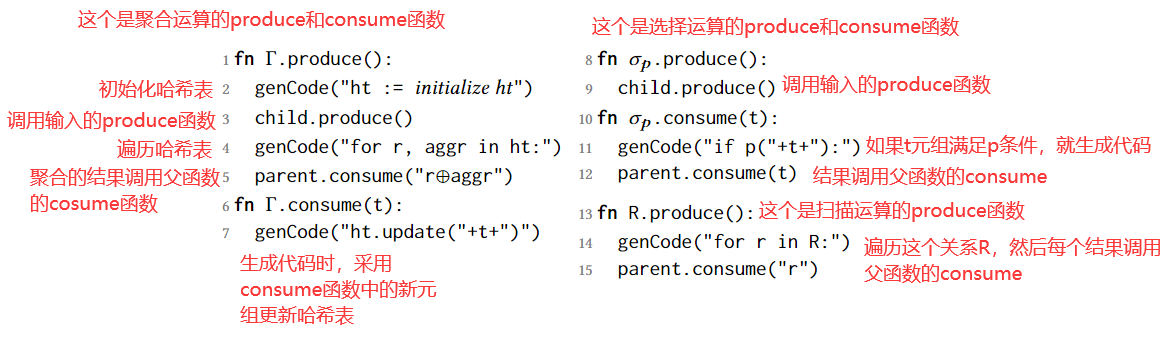 这个是聚合运算的produce和consume函数
1 fn Γ.produce():
初始化哈希表
2 genCode("ht := initialize ht")
调用输入的produce函数
3 child.produce()
遍历哈希表
4 genCode("for r, aggr in ht:")
聚合的结果调用父函数
的cosume函数
5 parent.consume("r⊕aggr")
6 fn Γ.consume(t):
7 genCode("ht.update("+t+")")
生成代码时，采用
consume函数中的新元
组更新哈希表
这个是选择运算的produce和consume函数
8 fn σp.produce():
9 child.produce()
调用输入的produce函数
10 fn σp.consume(t):
11 genCode("if p("+t+"):")
如果t元组满足p条件，就生成代码
12 parent.consume(t)
结果调用父函数的consume
13 fn R.produce():
这个是扫描运算的produce函数
14 genCode("for r in R:")
15 parent.consume("r")
遍历这个关系R，然后每个结果调用
父函数的consume